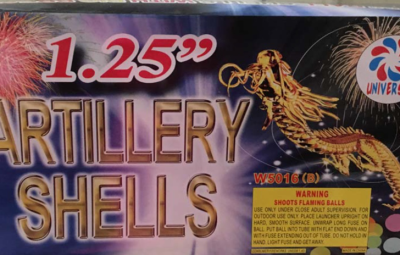 1.25”
ARTILLERY
SHELLS
UNIVERS
W5016 (B)
WARNING
SHOOTS FLAMING BALLS
USE ONLY UNDER CLOSE ADULT SUPERVISION. FOR
OUTDOOR USE ONLY. PLACE LAUNCHER UPRIGHT ON
HARD, SMOOTH SURFACE. UNWRAP LONG FUSE ON
BALL. PUT BALL INTO TUBE WITH FLAT END DOWN AND
WITH FUSE EXTENDING OUT OF TUBE. DO NOT HOLD IN
HAND. LIGHT FUSE AND GET AWAY.